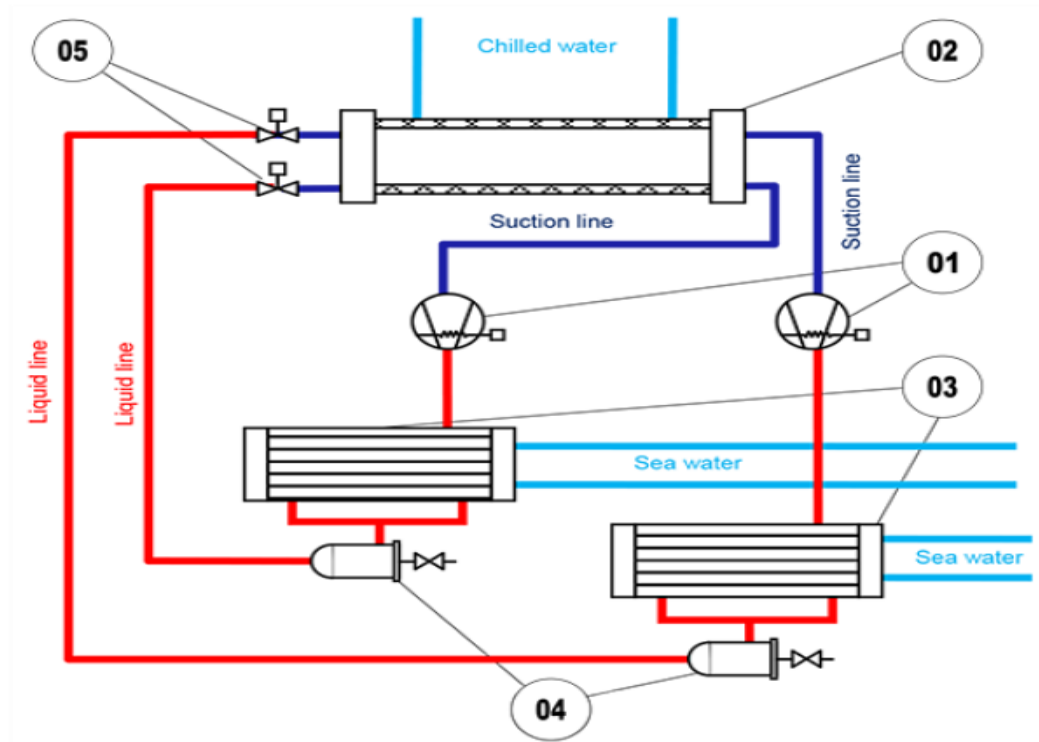 05
Chilled water
02
Suction line
Suction line
01
Liquid line
Liquid line
03
Sea water
Sea water
04